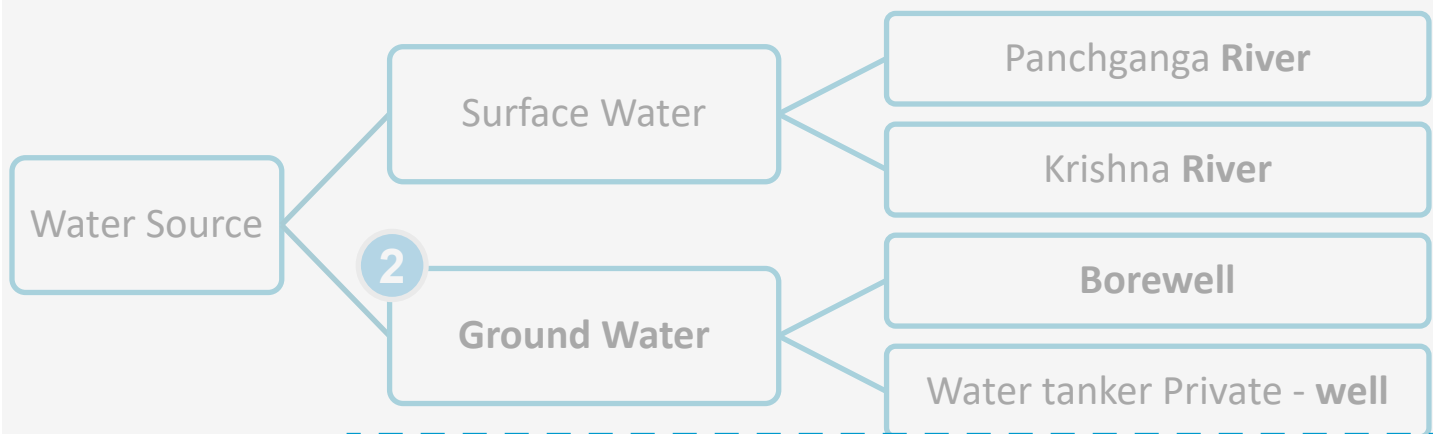 Water Source
Surface Water
Panchganga River
Krishna River
2
Ground Water
Borewell
Water tanker Private - well